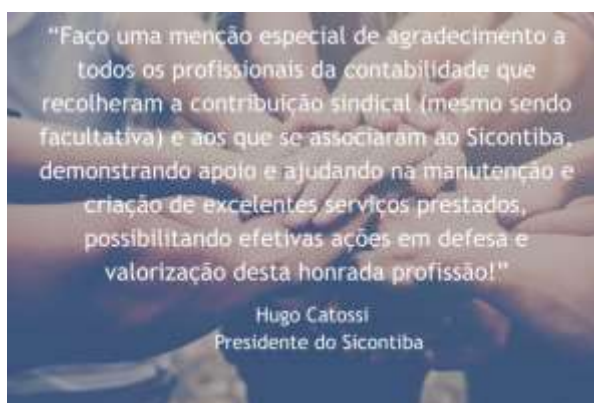 “Faço uma menção especial de agradecimento a
todos os profissionais da contabilidade que
recolheram a contribuição sindical (mesmo sendo
facultativa) e aos que se associaram ao Sicontiba,
demonstrando apoio e ajudando na manutenção e
criação de excelentes serviços prestados,
possibilitando efetivas ações em defesa e
valorização desta honrada profissão!”
Hugo Catossi
Presidente do Sicontiba